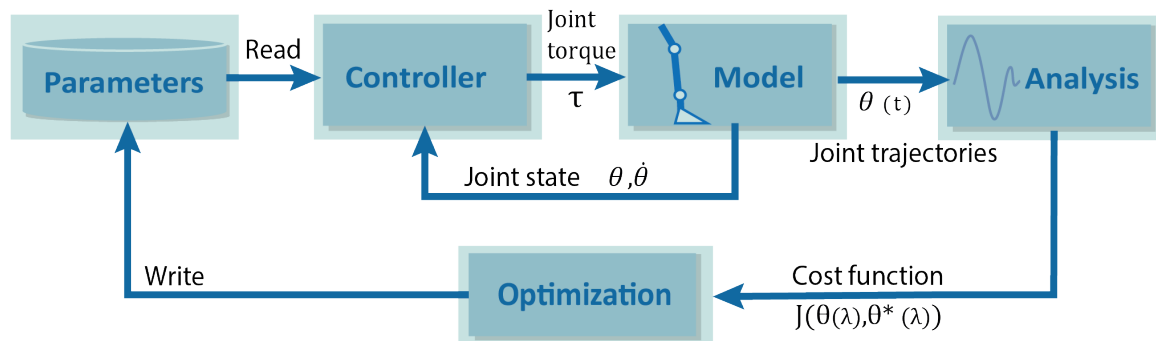 Parameters
Read
Controller
Joint
torque
τ
Model
θ (t)
Joint trajectories
Analysis
Joint state θ ,θ̇
Write
Optimization
Cost function
J(θ(λ),θ* (λ))